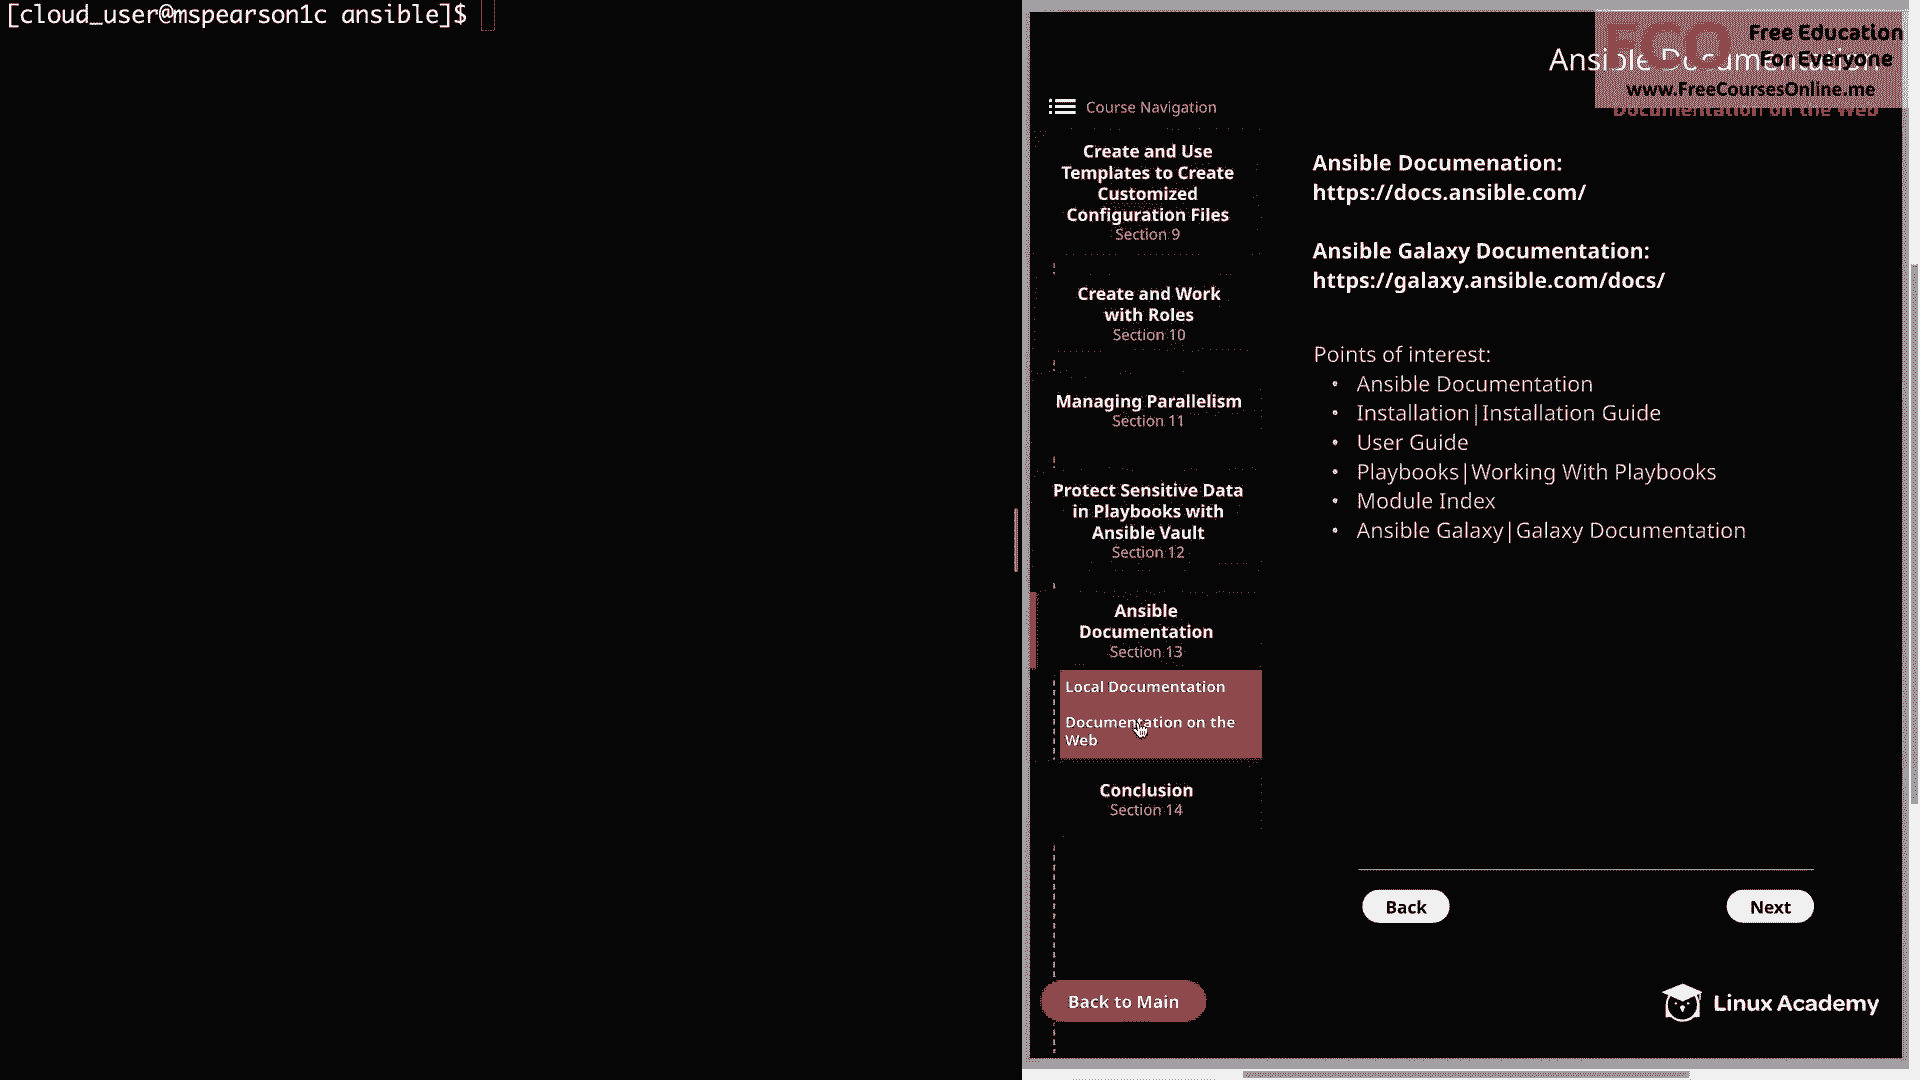 [cloud_user@mspearson1c ansible]$
FCO
Free Education
For Everyone
www.FreeCoursesOnline.me
Ansible Documentation
Documentation on the Web
Course Navigation
Create and Use
Templates to Create
Customized
Configuration Files
Section 9
Create and Work
with Roles
Section 10
Managing Parallelism
Section 11
Protect Sensitive Data
in Playbooks with
Ansible Vault
Section 12
Ansible
Documentation
Section 13
Local Documentation
Documentation on the
Web
Conclusion
Section 14
Back to Main
Ansible Documenation:
https://docs.ansible.com/
Ansible Galaxy Documentation:
https://galaxy.ansible.com/docs/
Points of interest:
• Ansible Documentation
• Installation|Installation Guide
• User Guide
• Playbooks|Working With Playbooks
• Module Index
• Ansible Galaxy|Galaxy Documentation
Back
Next
Linux Academy